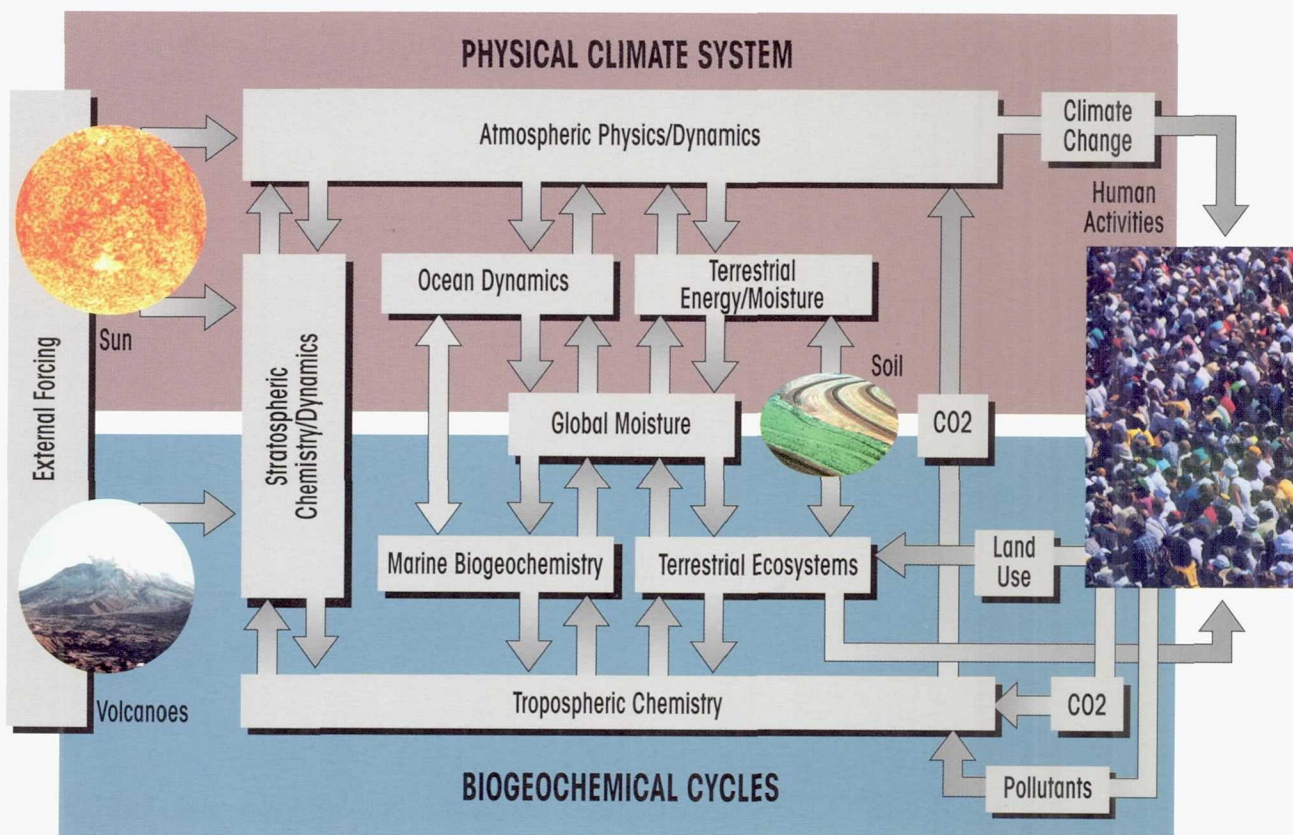 PHYSICAL CLIMATE SYSTEM
Atmospheric Physics/Dynamics
Climate
Change
Human
Activities
External Forcing
Sun
Stratospheric
Chemistry/Dynamics
Ocean Dynamics
Terrestrial
Energy/Moisture
Soil
Global Moisture
CO2
Marine Biogeochemistry
Terrestrial Ecosystems
Land
Use
Volcanoes
Tropospheric Chemistry
CO2
Pollutants
BIOGEOCHEMICAL CYCLES